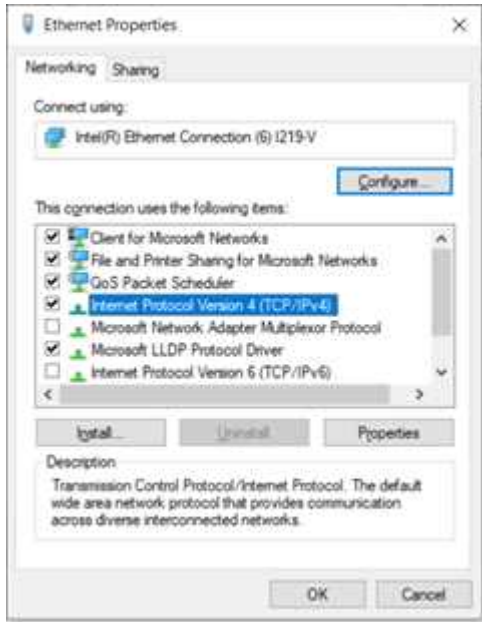 Ethernet Properties
Networking Sharing
Connect using:
Intel(R) Ethernet Connection (6) I219-V
Configure...
This connection uses the following items:
Client for Microsoft Networks
File and Printer Sharing for Microsoft Networks
QoS Packet Scheduler
Internet Protocol Version 4 (TCP/IPv4)
Microsoft Network Adapter Multiplexor Protocol
Microsoft LLDP Protocol Driver
Internet Protocol Version 6 (TCP/IPv6)
Install... Uninstall Properties
Description
Transmission Control Protocol/Internet Protocol. The default
wide area network protocol that provides communication
across diverse interconnected networks.
OK Cancel